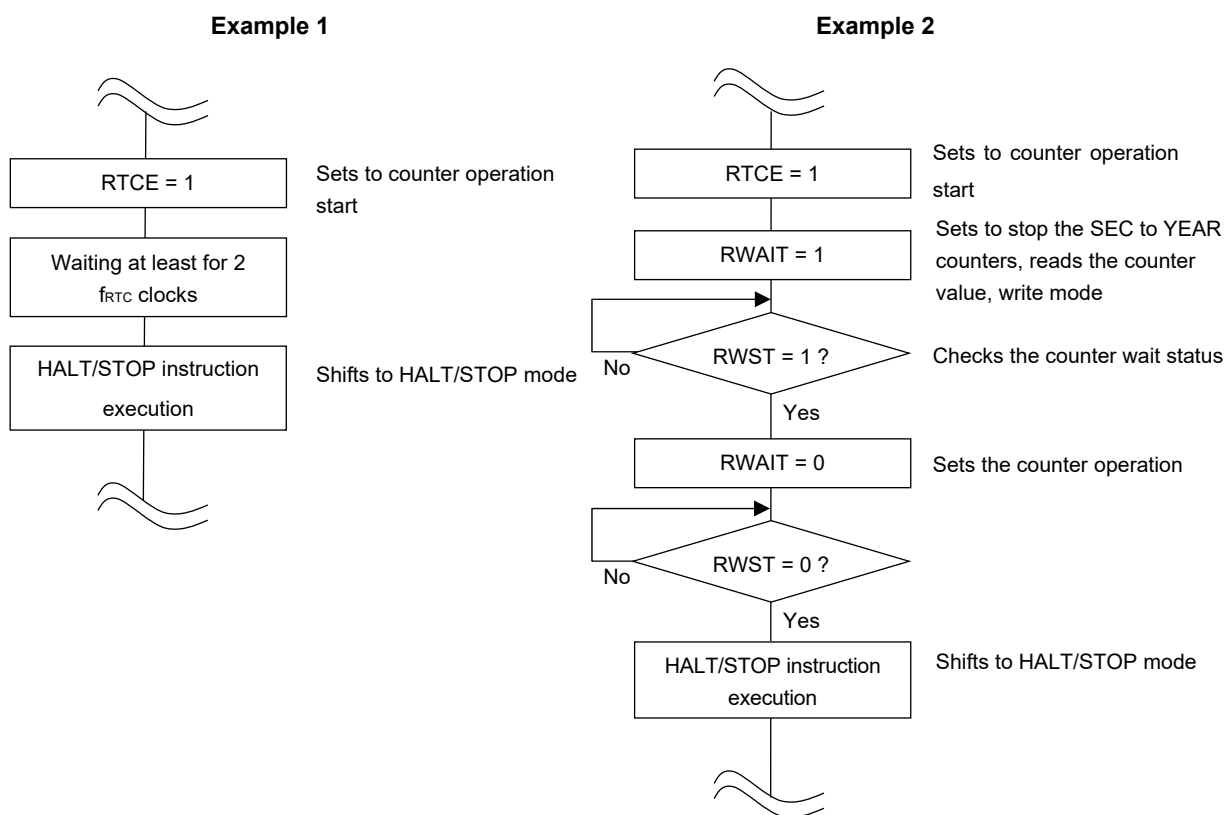 Example 1
RTCE = 1
Sets to counter operation
start
Waiting at least for 2
fRTC clocks
HALT/STOP instruction
execution
Shifts to HALT/STOP mode
Example 2
RTCE = 1
Sets to counter operation
start
RWAIT = 1
Sets to stop the SEC to YEAR
counters, reads the counter
value, write mode
RWST = 1 ?
No
Checks the counter wait status
Yes
RWAIT = 0
Sets the counter operation
RWST = 0 ?
No
Yes
HALT/STOP instruction
execution
Shifts to HALT/STOP mode